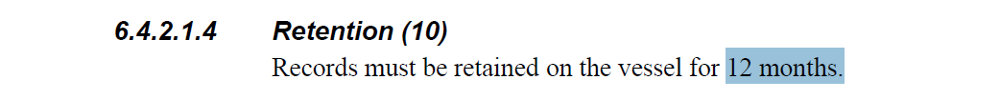 6.4.2.1.4 Retention (10)
Records must be retained on the vessel for 12 months.